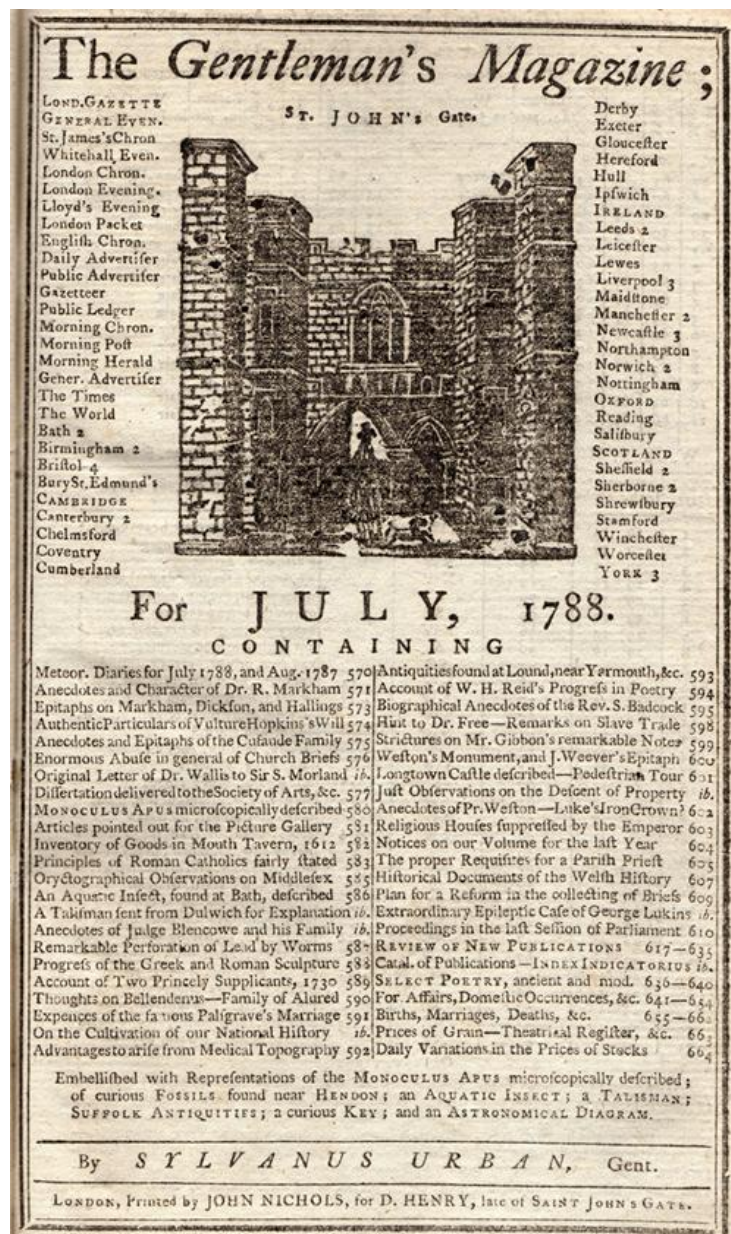 The Gentleman's Magazine;
LOND.GAZETTE
GENERAL EVEN.
St.James'sChron
Whitehall Even.
London Chron.
London Evening.
Lloyd's Evening
London Packet
Engliſh Chron.
Daily Advertiſer
Public Advertiſer
Gazetteer
Public Ledger
Morning Chron.
Morning Poſt
Morning Herald
Gener. Advertiſer
The Times
The World
Bath 2
Birmingham 2
Briſtol 4
BurySt.Edmund's
CAMBRIDGE
Canterbury 2
Chelmsford
Coventry
Cumberland
ST. JOHN's Gate.
Derby
Exeter
Glouceſter
Hereford
Hull
Ipſwich
IRELAND
Leeds 2
Leiceſter
Lewes
Liverpool 3
Maidſtone
Mancheſter 2
Newcaſtle 3
Northampton
Norwich 2
Nottingham
OXFORD
Reading
Saliſbury
SCOTLAND
Sheffield 2
Sherborne 2
Shrewſbury
Stamford
Wincheſter
Worceſter
YORK 3
For JULY, 1788.
CONTAINING
Meteor. Diaries for July 1788, and Aug. 1787 570
Anecdotes and Character of Dr. R. Markham 571
Epitaphs on Markham, Dickſon, and Hallings 573
Authentic Particulars of Vulture Hopkins's Will 574
Anecdotes and Epitaphs of the Cufaude Family 575
Enormous Abuſe in general of Church Briefs 576
Original Letter of Dr. Wallis to Sir S. Morland ib.
Diſſertation delivered to the Society of Arts, &c. 577
MONOCULUS APUS microſcopically deſcribed 580
Articles pointed out for the Picture Gallery 581
Inventory of Goods in Mouth Tavern, 1612 582
Principles of Roman Catholics fairly ſtated 583
Oryctographical Obſervations on Middleſex 585
An Aquatic Inſect, found at Bath, deſcribed 586
A Taliſman ſent from Dulwich for Explanation ib.
Anecdotes of Judge Blencowe and his Family ib.
Remarkable Perforation of Lead by Worms 587
Progreſs of the Greek and Roman Sculpture 588
Account of Two Princely Supplicants, 1730 589
Thoughts on Bellendenus—Family of Alured 590
Expences of the famous Palſgrave's Marriage 591
On the Cultivation of our National Hiſtory ib.
Advantages to ariſe from Medical Topography 592
Antiquities found at Lound, near Yarmouth, &c. 593
Account of W. H. Reid's Progreſs in Poetry 594
Biographical Anecdotes of the Rev. S. Badcock 595
Hint to Dr. Free—Remarks on Slave Trade 598
Strictures on Mr. Gibbon's remarkable Note 599
Weſton's Monument, and J. Weever's Epitaph 600
Longtown Caſtle deſcribed—Pedeſtrian Tour 601
Juſt Obſervations on the Deſcent of Property ib.
Anecdotes of Pr. Weſton—Luke's Iron Crown? 602
Religious Houſes ſuppreſſed by the Emperor 603
Notices on our Volume for the laſt Year 604
The proper Requiſites for a Pariſh Prieſt 605
Hiſtorical Documents of the Welſh Hiſtory 607
Plan for a Reform in the collecting of Briefs 609
Extraordinary Epileptic Caſe of George Lukins ib.
Proceedings in the laſt Seſſion of Parliament 610
REVIEW OF NEW PUBLICATIONS 617—635
Catal. of Publications—INDEX INDICATORIUS ib.
SELECT POETRY, ancient and mod. 636—640
For. Affairs, Domeſtic Occurrences, &c. 641—654
Births, Marriages, Deaths, &c. 655—66
Prices of Grain—Theatrical Regiſter, &c. 663
Daily Variations in the Prices of Stocks 664
Embelliſhed with Repreſentations of the MONOCULUS APUS microſcopically deſcribed;
of curious FOSSILS found near HENDON; an AQUATIC INSECT; a TALISMAN;
SUFFOLK ANTIQUITIES; a curious KEY; and an ASTRONOMICAL DIAGRAM.
By SYLVANUS URBAN, Gent.
LONDON, Printed by JOHN NICHOLS, for D. HENRY, late of SAINT JOHN's GATE.